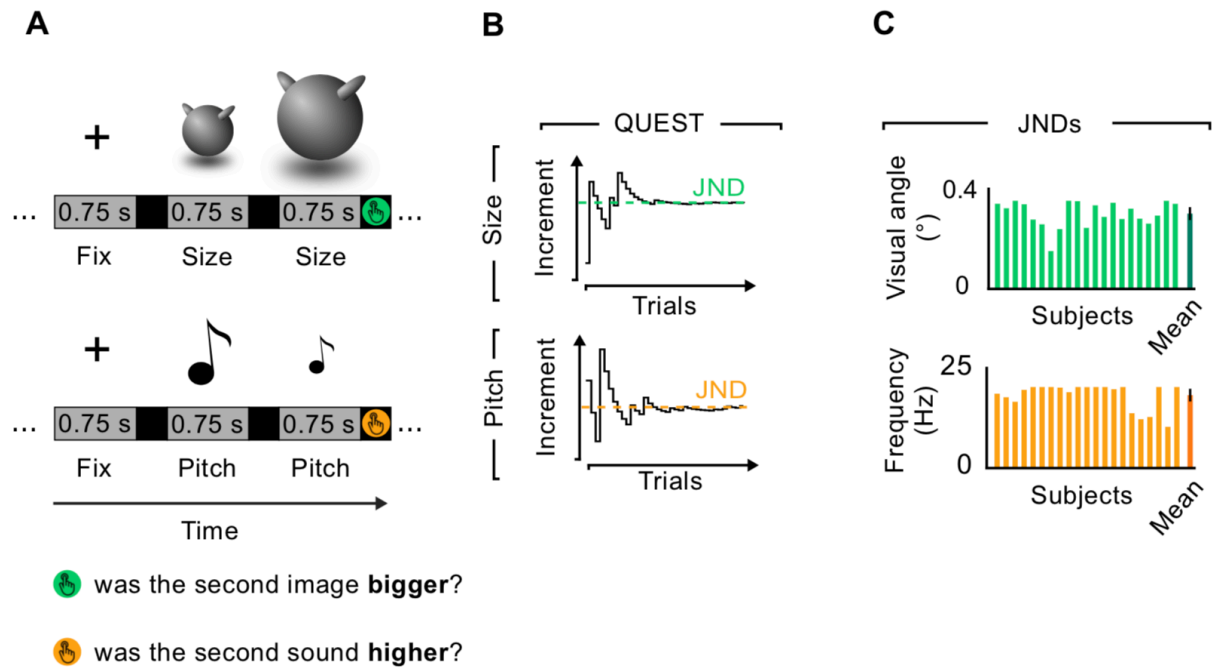 A
+
... 0.75 s 0.75 s 0.75 s ...
Fix Size Size
+
... 0.75 s 0.75 s 0.75 s ...
Fix Pitch Pitch
Time
was the second image bigger?
was the second sound higher?
B
QUEST
Size
Increment
JND
Trials
Pitch
Increment
JND
Trials
C
JNDs
Visual angle
(°)
0.4
0
Subjects
Mean
Frequency
(Hz)
25
0
Subjects
Mean